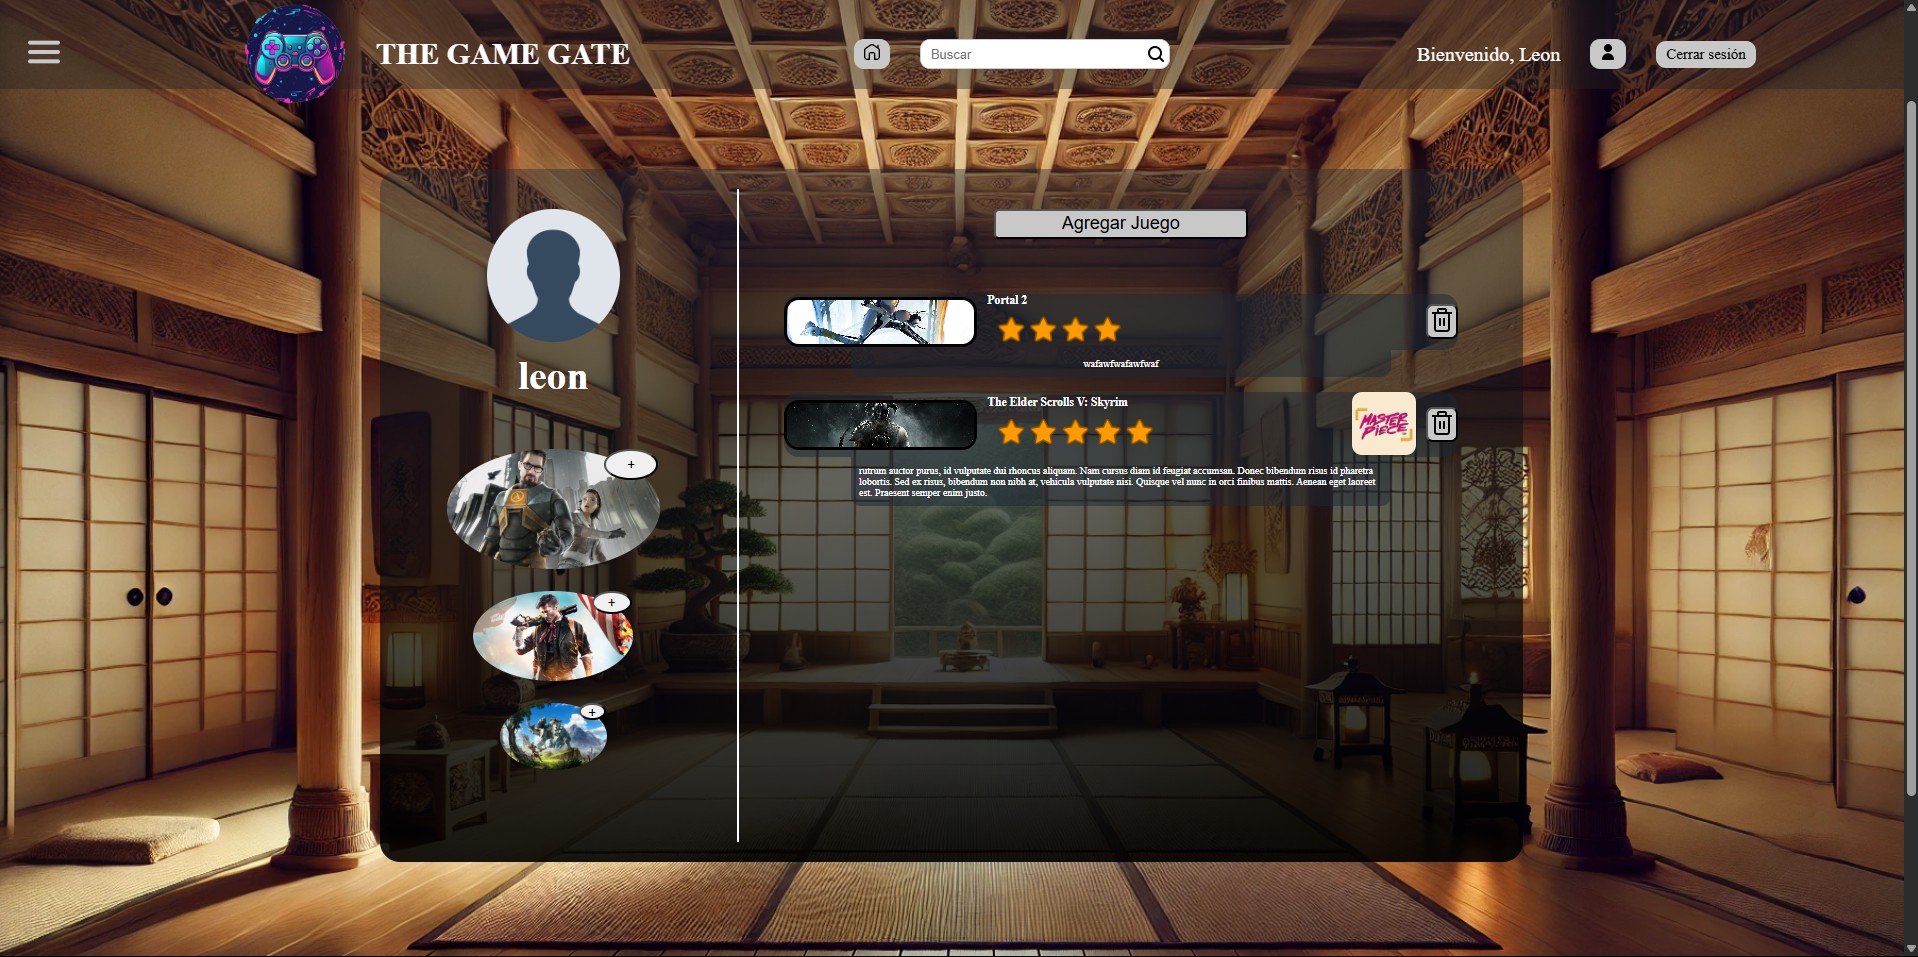 THE GAME GATE
Buscar
Bienvenido, Leon
Cerrar sesión
leon
+
+
+
Agregar Juego
Portal 2
wafawfwafawfwaf
The Elder Scrolls V: Skyrim
MASTER
PIECE
rutrum auctor purus, id vulputate dui rhoncus aliquam. Nam cursus diam id feugiat accumsan. Donec bibendum risus id pharetra
lobortis. Sed ex risus, bibendum non nibh at, vehicula vulputate nisi. Quisque vel nunc in orci finibus mattis. Aenean eget laoreet
est. Praesent semper enim justo.